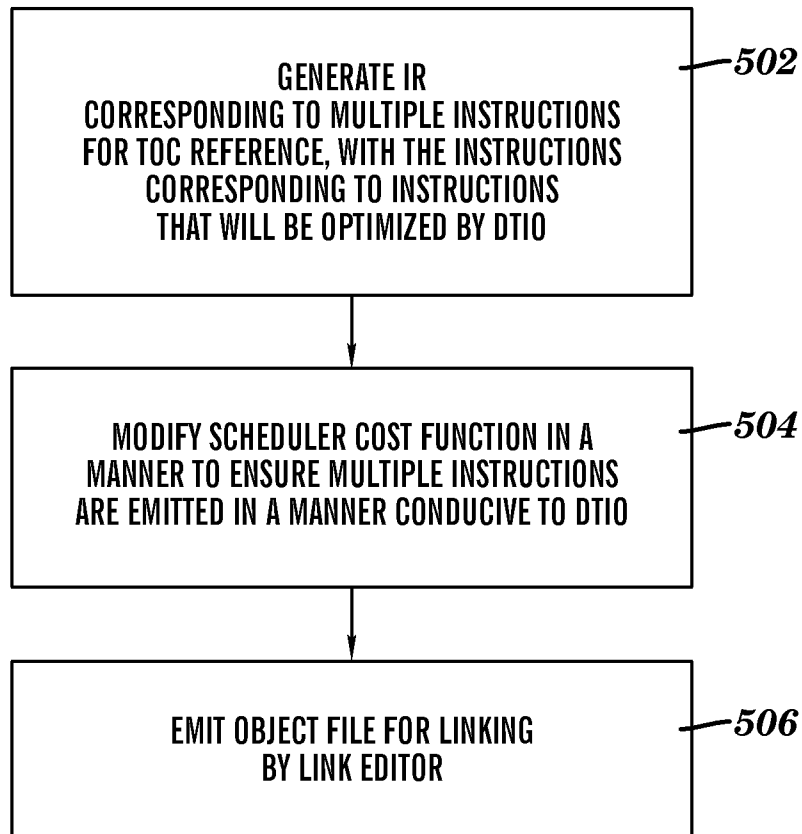 GENERATE IR
CORRESPONDING TO MULTIPLE INSTRUCTIONS
FOR TOC REFERENCE, WITH THE INSTRUCTIONS
CORRESPONDING TO INSTRUCTIONS
THAT WILL BE OPTIMIZED BY DTIO
502
MODIFY SCHEDULER COST FUNCTION IN A
MANNER TO ENSURE MULTIPLE INSTRUCTIONS
ARE EMITTED IN A MANNER CONDUCIVE TO DTIO
504
EMIT OBJECT FILE FOR LINKING
BY LINK EDITOR
506